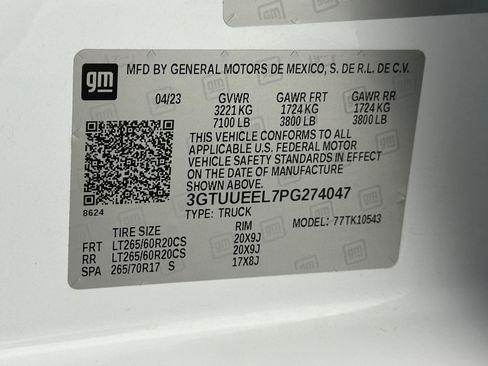 gm
MFD BY GENERAL MOTORS DE MEXICO, S. DE R.L. DE C.V.
04/23 GVWR GAWR FRT GAWR RR
3221 KG 1724 KG 1724 KG
7100 LB 3800 LB 3800 LB
THIS VEHICLE CONFORMS TO ALL
APPLICABLE U.S. FEDERAL MOTOR
VEHICLE SAFETY STANDARDS IN EFFECT
ON THE DATE OF MANUFACTURE
SHOWN ABOVE.
8624
3GTUUEEL7PG274047
TYPE: TRUCK MODEL: 77TK10543
TIRE SIZE RIM
FRT LT265/60R20CS 20X9J
RR LT265/60R20CS 20X9J
SPA 265/70R17 S 17X8J